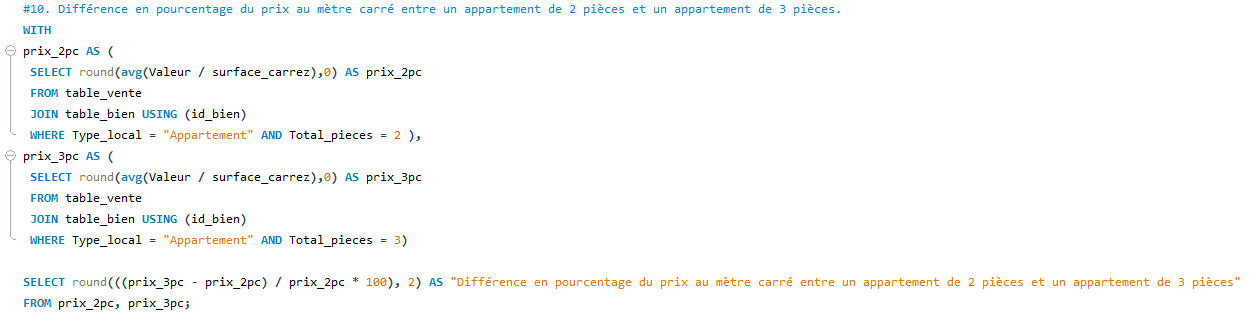 #10. Différence en pourcentage du prix au mètre carré entre un appartement de 2 pièces et un appartement de 3 pièces.
WITH
prix_2pc AS (
SELECT round(avg(Valeur / surface_carrez),0) AS prix_2pc
FROM table_vente
JOIN table_bien USING (id_bien)
WHERE Type_local = "Appartement" AND Total_pieces = 2 ),
prix_3pc AS (
SELECT round(avg(Valeur / surface_carrez),0) AS prix_3pc
FROM table_vente
JOIN table_bien USING (id_bien)
WHERE Type_local = "Appartement" AND Total_pieces = 3)
SELECT round(((prix_3pc - prix_2pc) / prix_2pc * 100), 2) AS "Différence en pourcentage du prix au mètre carré entre un appartement de 2 pièces et un appartement de 3 pièces"
FROM prix_2pc, prix_3pc;